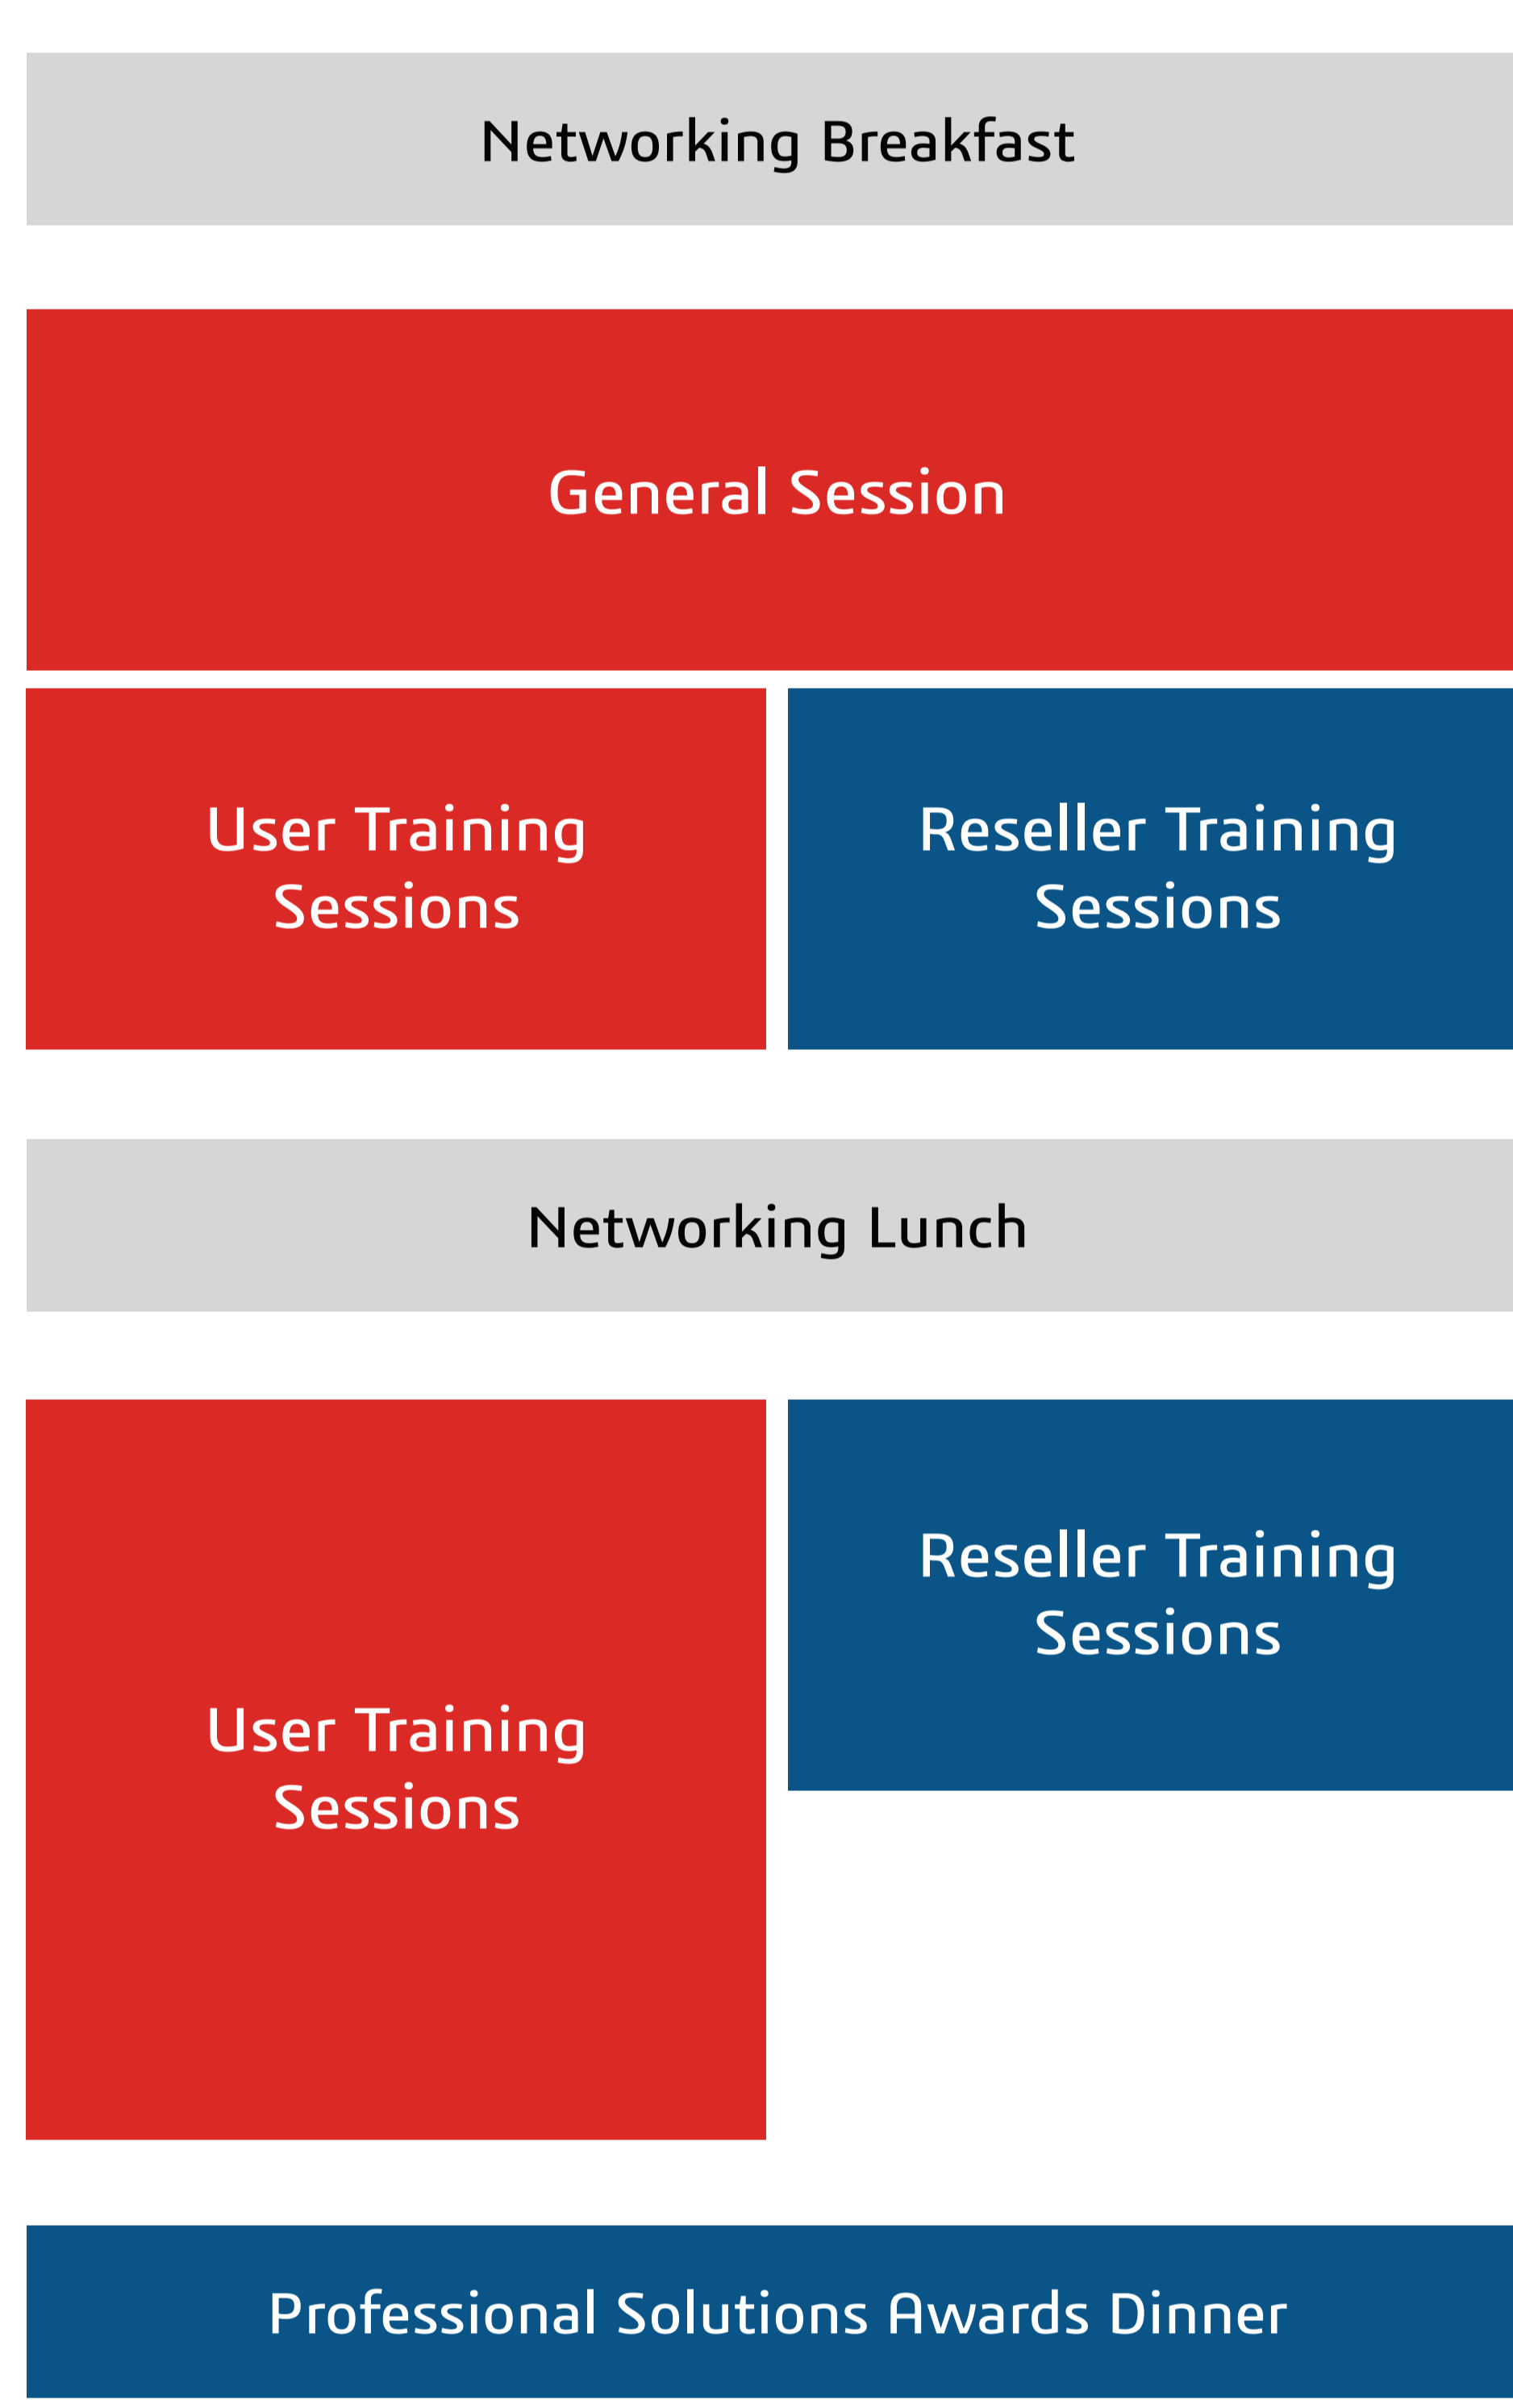 Networking Breakfast
General Session
User Training
Sessions
Reseller Training
Sessions
Networking Lunch
User Training
Sessions
Reseller Training
Sessions
Professional Solutions Awards Dinner